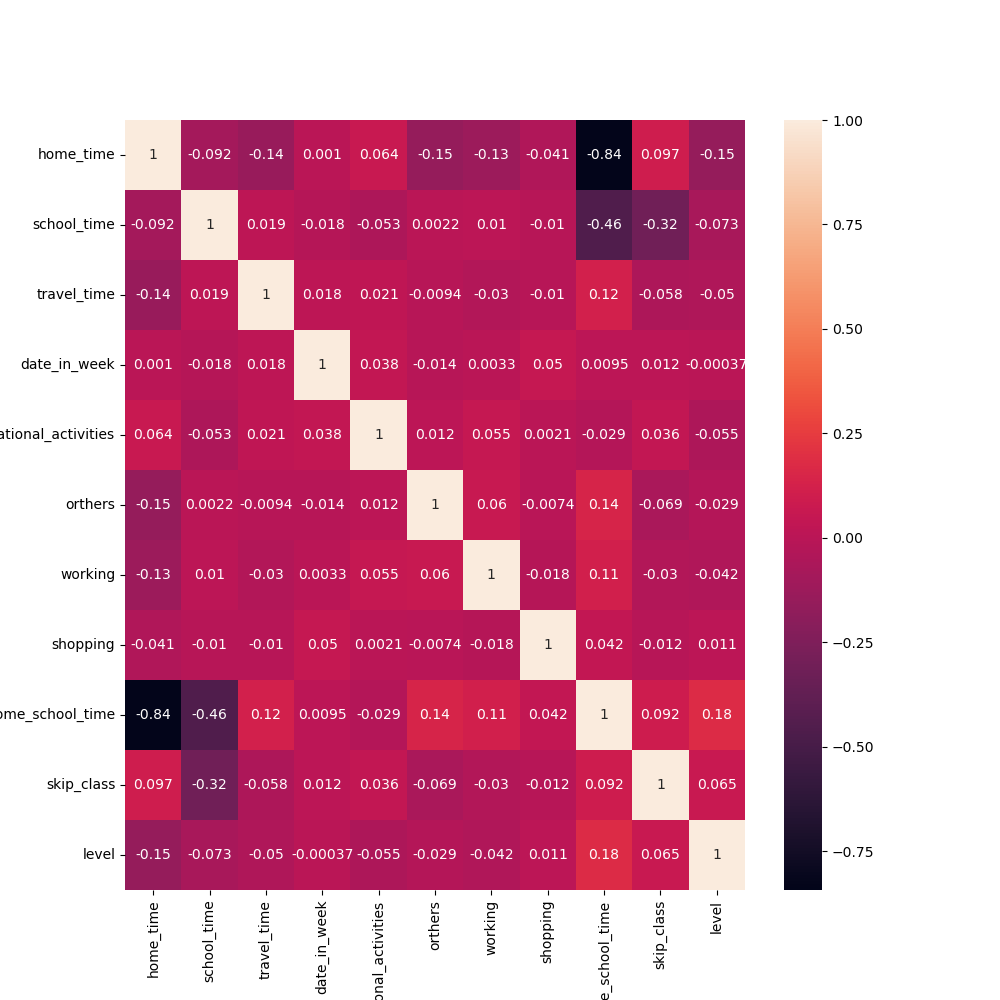 home_time 1 -0.092 -0.14 0.001 0.064 -0.15 -0.13 -0.041 -0.84 0.097 -0.15
school_time -0.092 1 0.019 -0.018 -0.053 0.0022 0.01 -0.01 -0.46 -0.32 -0.073
travel_time -0.14 0.019 1 0.018 0.021 -0.0094 -0.03 -0.01 0.12 -0.058 -0.05
date_in_week 0.001 -0.018 0.018 1 0.038 -0.014 0.0033 0.05 0.0095 0.012 -0.00037
ational_activities 0.064 -0.053 0.021 0.038 1 0.012 0.055 0.0021 -0.029 0.036 -0.055
orthers -0.15 0.0022 -0.0094 -0.014 0.012 1 0.06 -0.0074 0.14 -0.069 -0.029
working -0.13 0.01 -0.03 0.0033 0.055 0.06 1 -0.018 0.11 -0.03 -0.042
shopping -0.041 -0.01 -0.01 0.05 0.0021 -0.0074 -0.018 1 0.042 -0.012 0.011
ome_school_time -0.84 -0.46 0.12 0.0095 -0.029 0.14 0.11 0.042 1 0.092 0.18
skip_class 0.097 -0.32 -0.058 0.012 0.036 -0.069 -0.03 -0.012 0.092 1 0.065
level -0.15 -0.073 -0.05 -0.00037 -0.055 -0.029 -0.042 0.011 0.18 0.065 1
home_time
school_time
travel_time
date_in_week
onal_activities
orthers
working
shopping
e_school_time
skip_class
level
1.00
0.75
0.50
0.25
0.00
−0.25
−0.50
−0.75